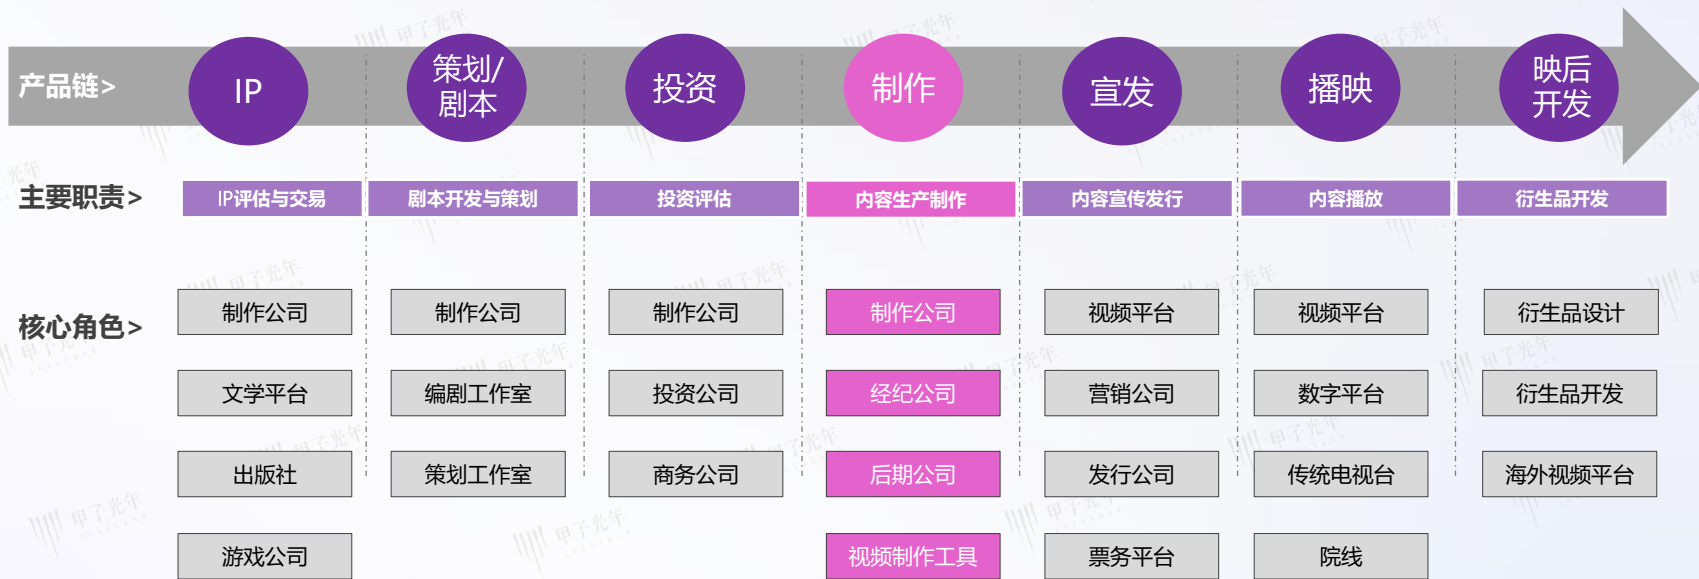 产品链>
IP
策划/
剧本
投资
制作
宣发
播映
映后
开发
主要职责>
IP评估与交易
剧本开发与策划
投资评估
内容生产制作
内容宣传发行
内容播放
衍生品开发
核心角色>
制作公司
制作公司
制作公司
制作公司
视频平台
视频平台
衍生品设计
文学平台
编剧工作室
投资公司
经纪公司
营销公司
数字平台
衍生品开发
出版社
策划工作室
商务公司
后期公司
发行公司
传统电视台
海外视频平台
游戏公司
视频制作工具
票务平台
院线
甲子光年